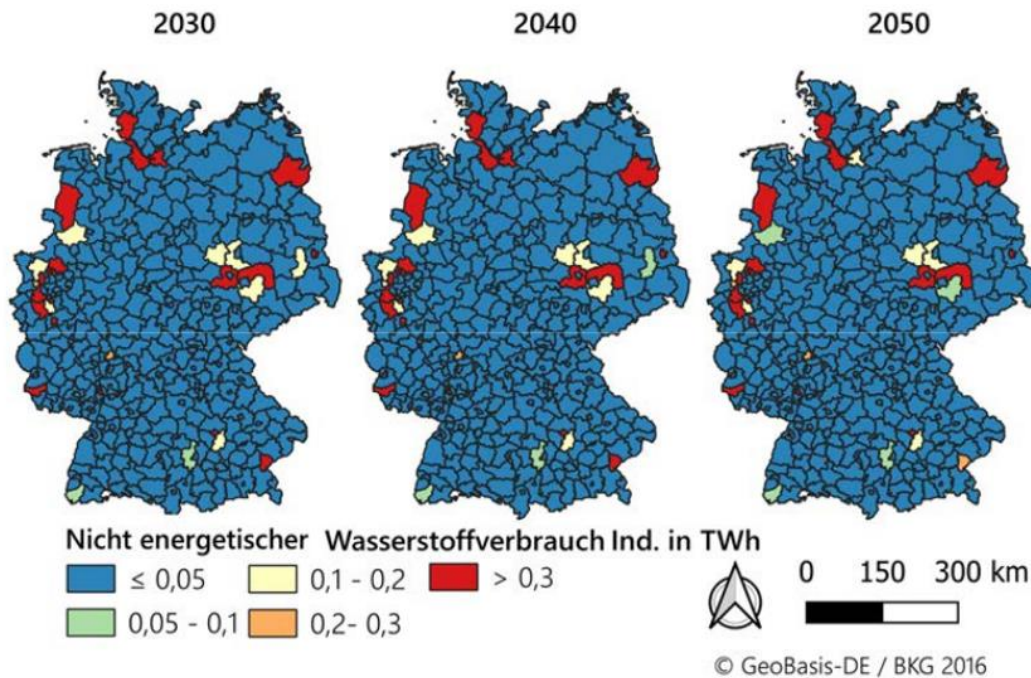 2030 2040 2050
Nicht energetischer Wasserstoffverbrauch Ind. in TWh
≤ 0,05 0,1 - 0,2 > 0,3
0,05 - 0,1 0,2- 0,3
0 150 300 km
© GeoBasis-DE / BKG 2016